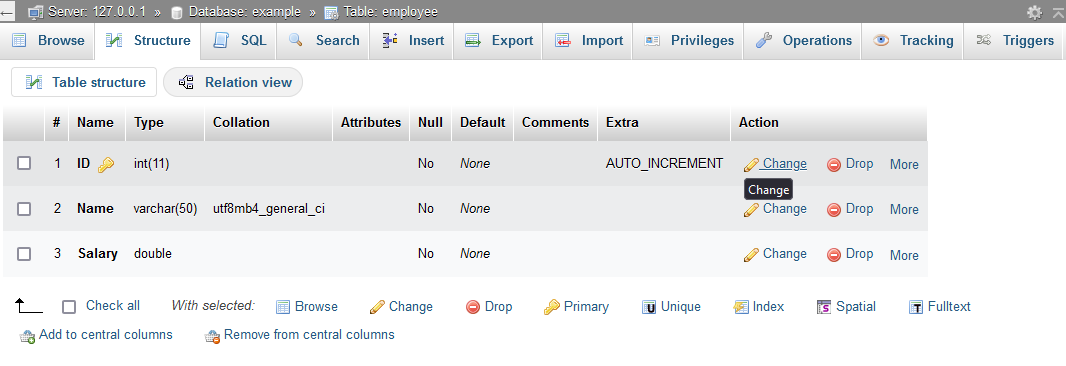 Server: 127.0.0.1 » Database: example » Table: employee
Browse Structure SQL Search Insert Export Import Privileges Operations Tracking Triggers
Table structure Relation view
# Name Type Collation Attributes Null Default Comments Extra Action
1 ID int(11) No None AUTO_INCREMENT Change Drop More
Change
2 Name varchar(50) utf8mb4_general_ci No None Change Drop More
3 Salary double No None Change Drop More
Check all With selected: Browse Change Drop Primary U Unique Index S Spatial T Fulltext
Add to central columns Remove from central columns